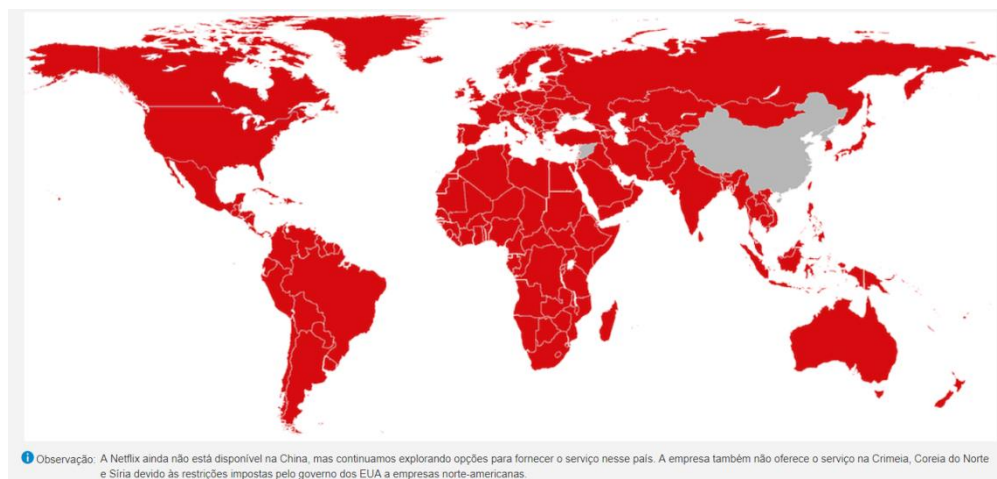 Observação: A Netflix ainda não está disponível na China, mas continuamos explorando opções para fornecer o serviço nesse país. A empresa também não oferece o serviço na Crimeia, Coreia do Norte
e Síria devido às restrições impostas pelo governo dos EUA a empresas norte-americanas.